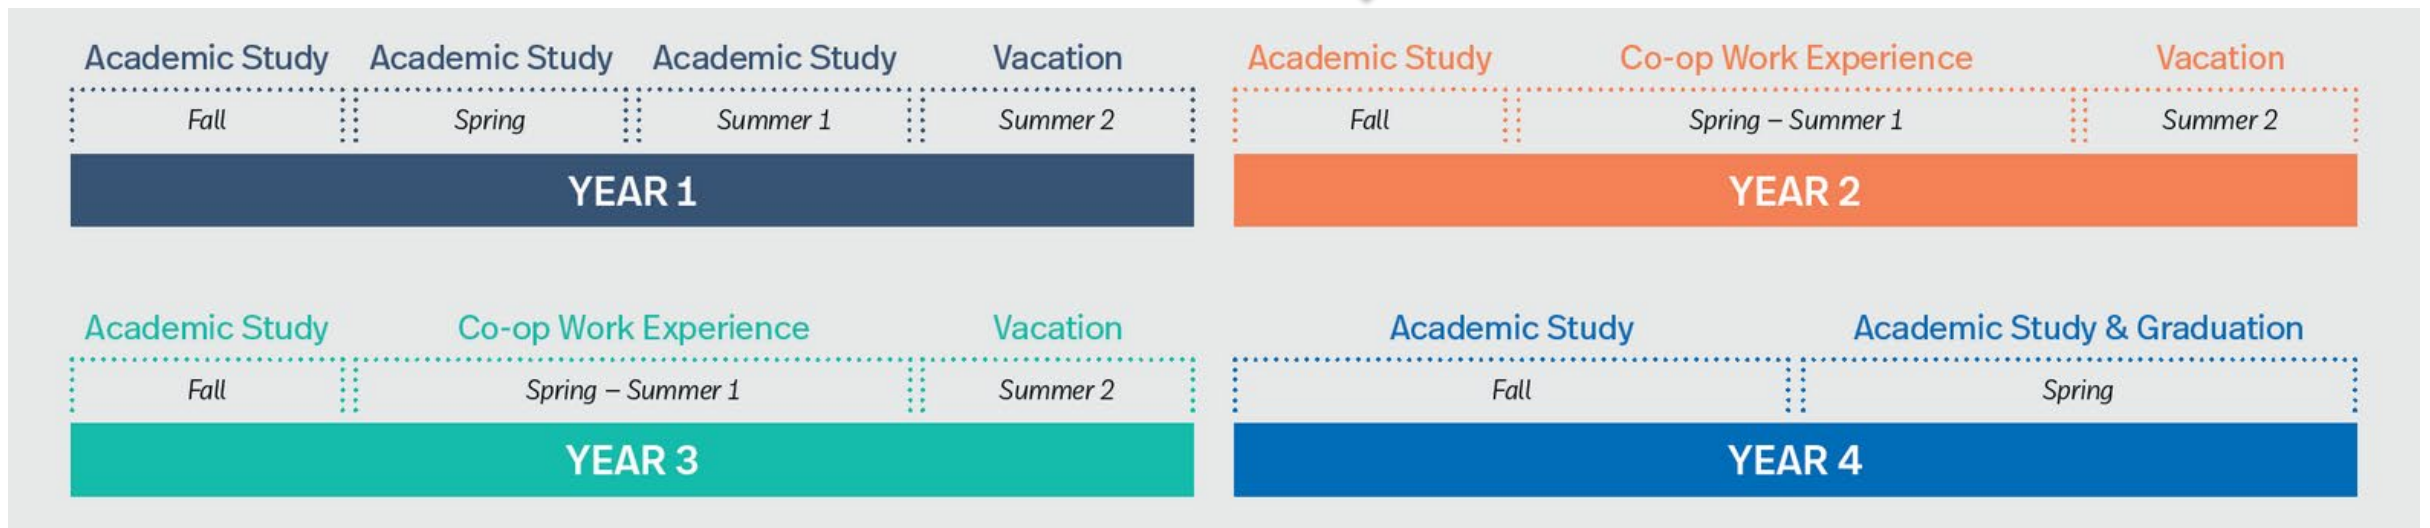 Academic Study Academic Study Academic Study Vacation
Fall Spring Summer 1 Summer 2
YEAR 1
Academic Study Co-op Work Experience Vacation
Fall Spring – Summer 1 Summer 2
YEAR 2
Academic Study Co-op Work Experience Vacation
Fall Spring – Summer 1 Summer 2
YEAR 3
Academic Study Academic Study & Graduation
Fall Spring
YEAR 4